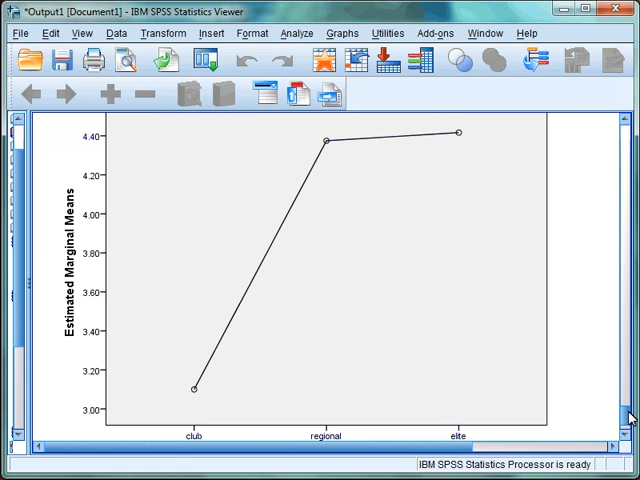 *Output1 [Document1] - IBM SPSS Statistics Viewer
File Edit View Data Transform Insert Format Analyze Graphs Utilities Add-ons Window Help
Estimated Marginal Means
4.40
4.20
4.00
3.80
3.60
3.40
3.20
3.00
club regional elite
IBM SPSS Statistics Processor is ready